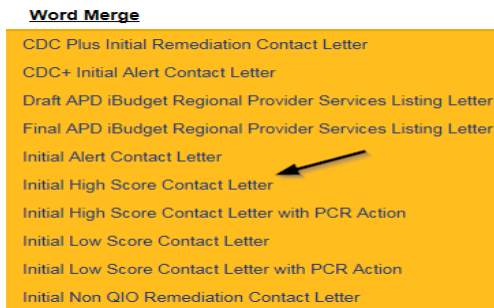 Word Merge
CDC Plus Initial Remediation Contact Letter
CDC+ Initial Alert Contact Letter
Draft APD iBudget Regional Provider Services Listing Letter
Final APD iBudget Regional Provider Services Listing Letter
Initial Alert Contact Letter
Initial High Score Contact Letter
Initial High Score Contact Letter with PCR Action
Initial Low Score Contact Letter
Initial Low Score Contact Letter with PCR Action
Initial Non QIO Remediation Contact Letter